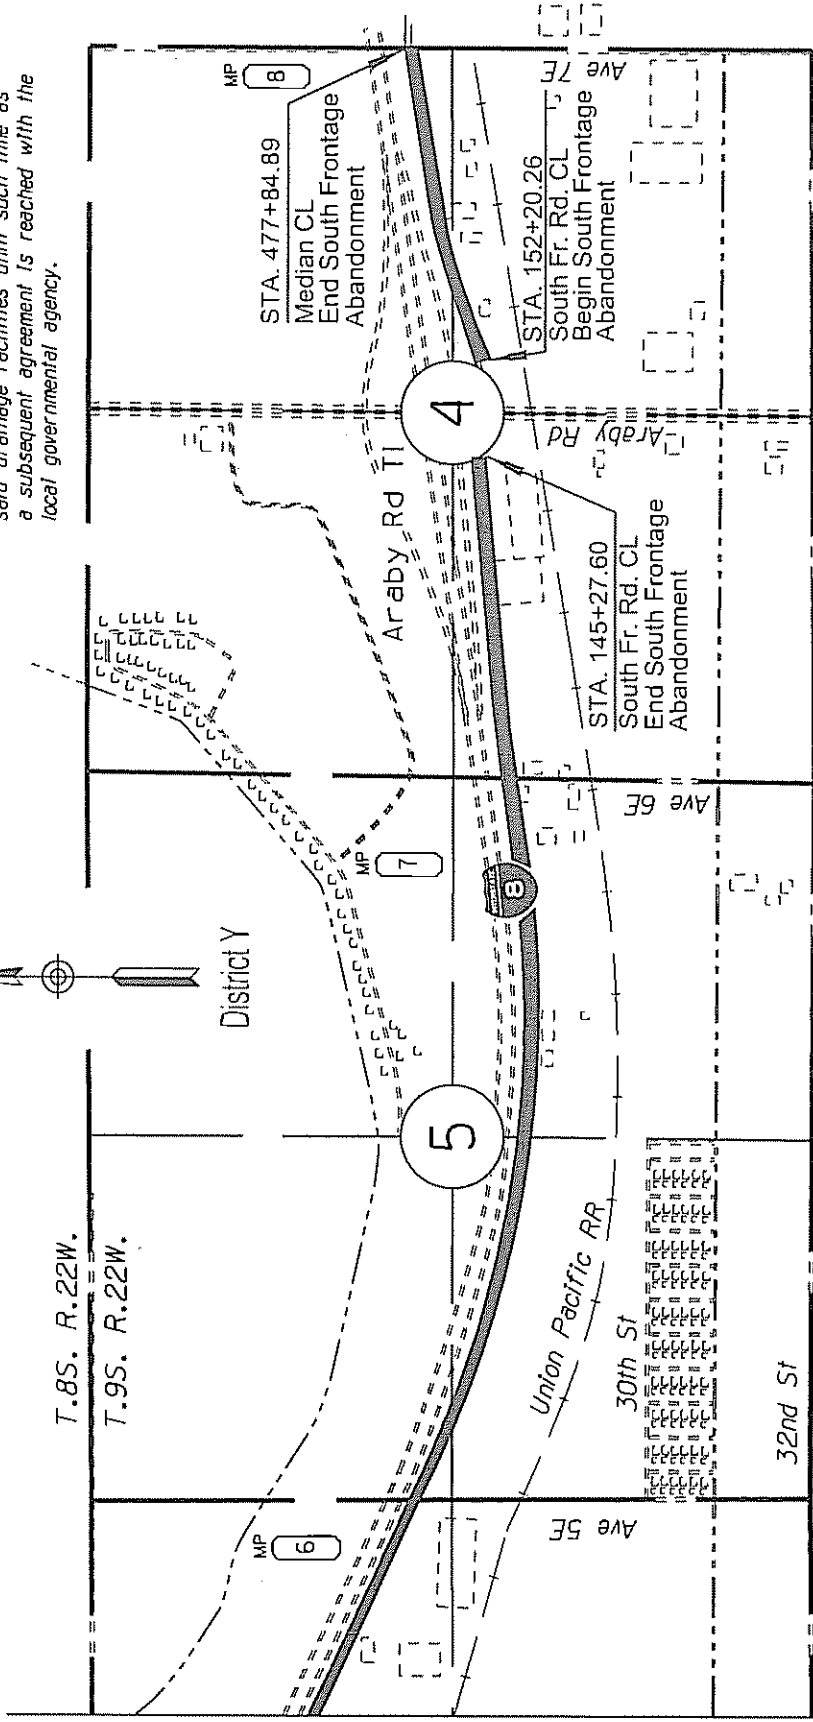 said drainage facilities until such time as
a subsequent agreement is reached with the
local governmental agency.
T.8S. R.22W.
T.9S. R.22W.
District Y
MP
6
MP
7
MP
8
STA. 477+84.89
Median CL
End South Frontage
Abandonment
Araby Rd TI
5
4
8
STA. 152+20.26
South Fr. Rd. CL
Begin South Frontage
Abandonment
STA. 145+27.60
South Fr. Rd. CL
End South Frontage
Abandonment
Union Pacific RR
30th St
32nd St
Ave 5E
Ave 6E
Araby Rd
Ave 7E